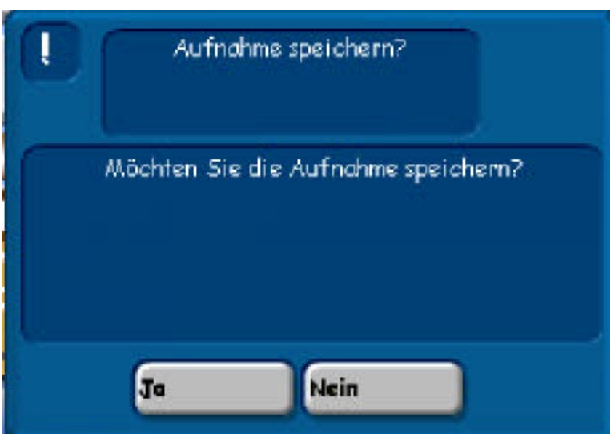 !
Aufnahme speichern?
Möchten Sie die Aufnahme speichern?
Ja
Nein